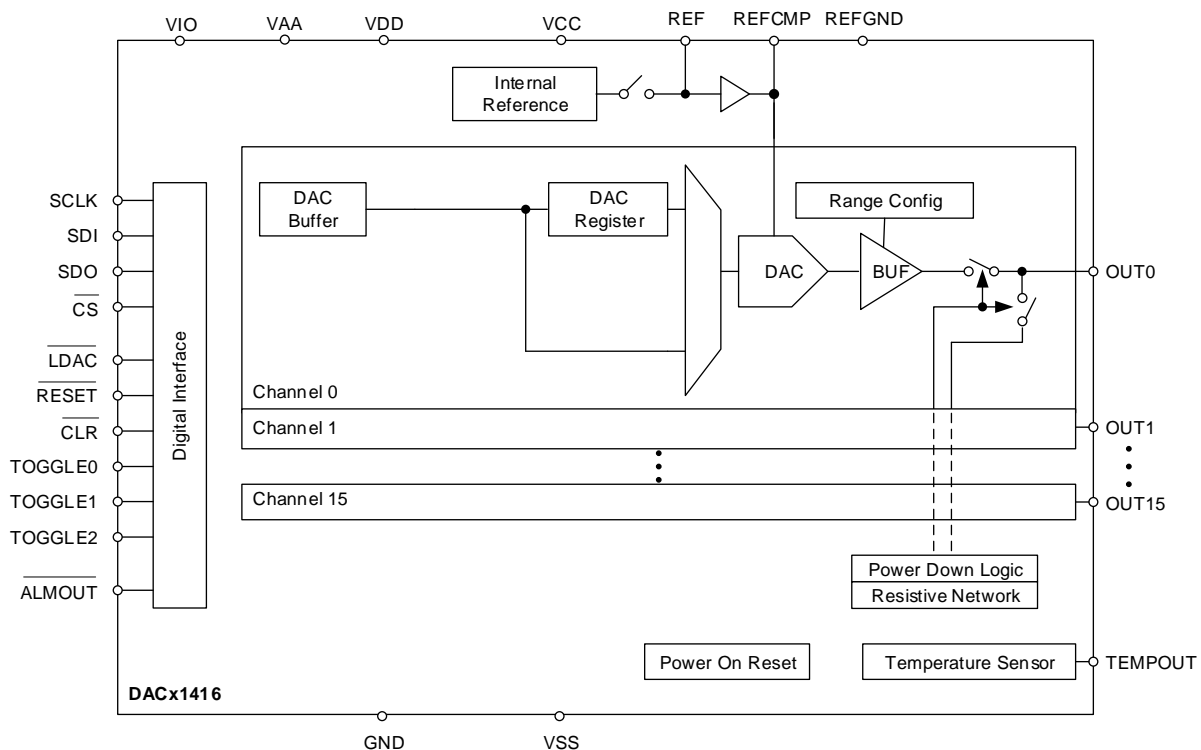 VIO
VAA
VDD
VCC
REF
REFCMP
REFGND
Internal
Reference
SCLK
SDI
SDO
CS
LDAC
RESET
CLR
TOGGLE0
TOGGLE1
TOGGLE2
ALMOUT
Digital Interface
DAC
Buffer
DAC
Register
Range Config
DAC
BUF
OUT0
Channel 0
Channel 1
OUT1
Channel 15
OUT15
Power Down Logic
Resistive Network
Power On Reset
Temperature Sensor
TEMPOUT
DACx1416
GND
VSS